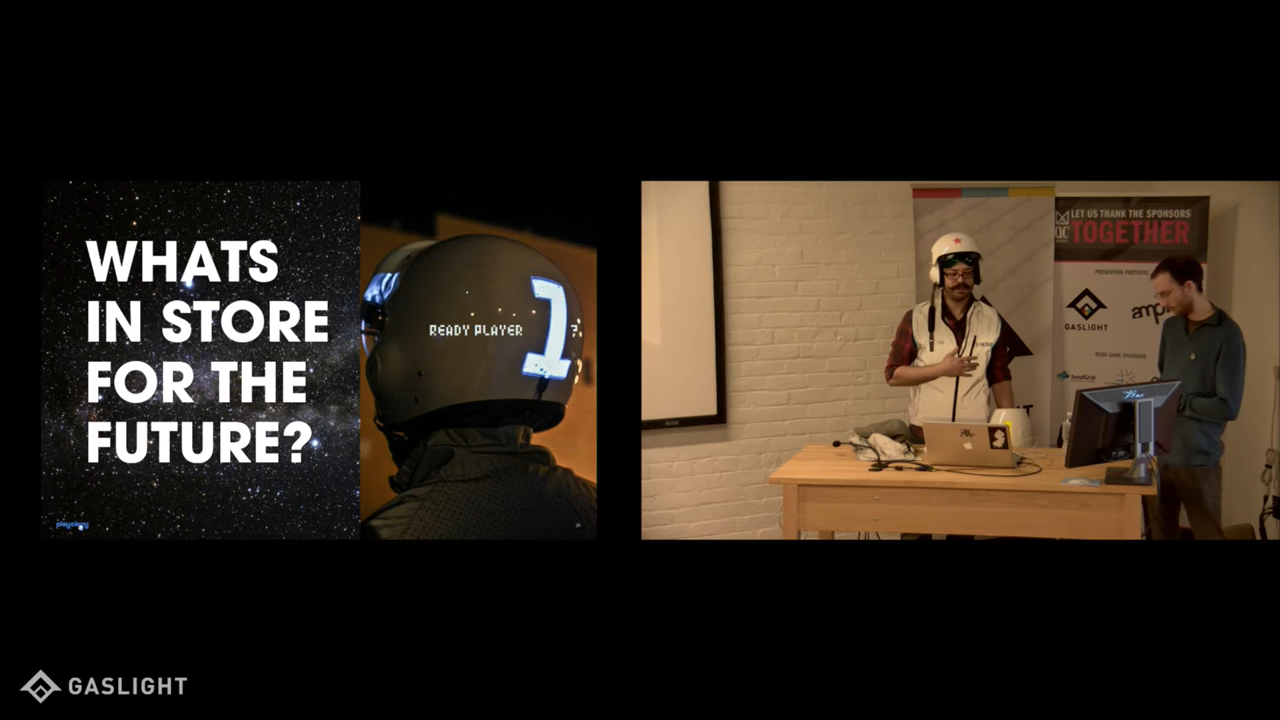 WHATS
IN STORE
FOR THE
FUTURE?
playology
READY PLAYER
1
LET US THANK THE SPONSORS
TOGETHER
PRESENTING PARTNERS
GASLIGHT
GASLIGHT